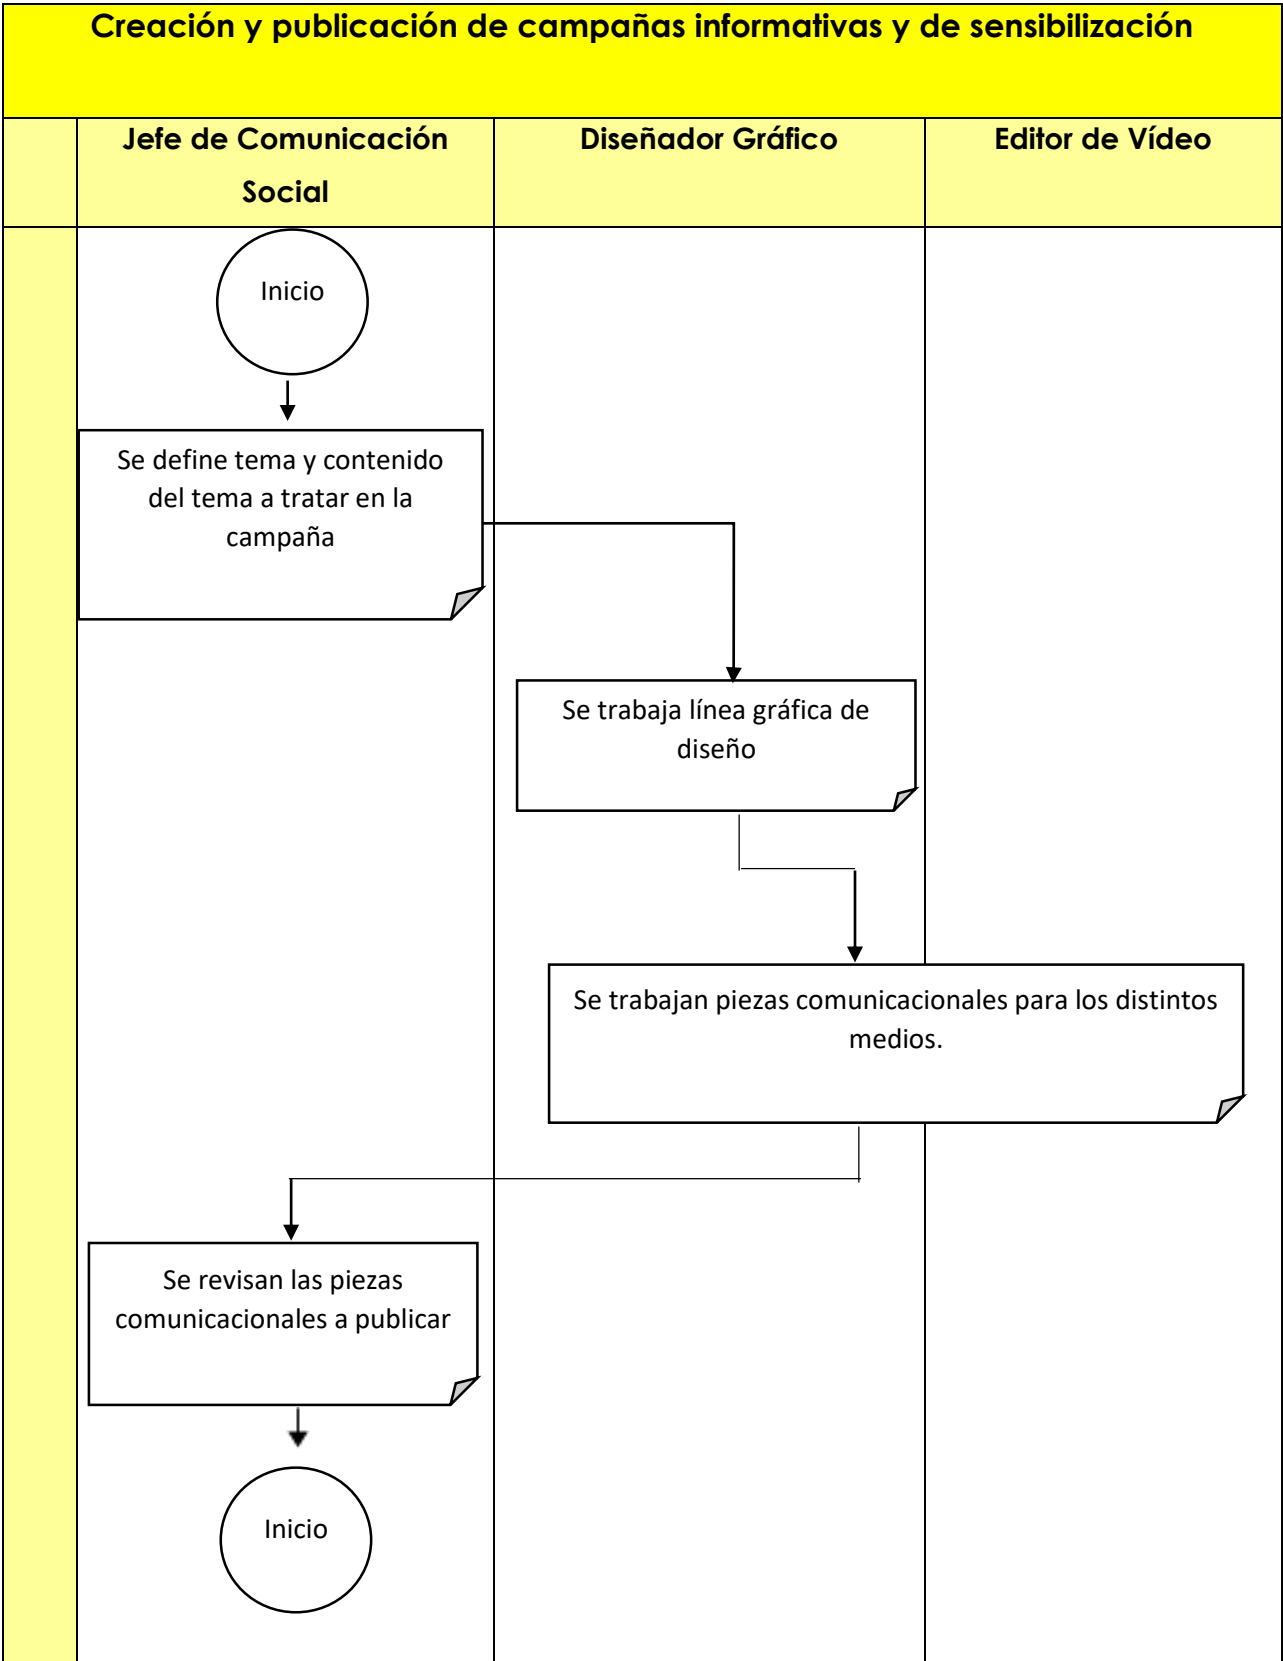 Creación y publicación de campañas informativas y de sensibilización
Jefe de Comunicación
Social
Diseñador Gráfico
Editor de Vídeo
Inicio
Se define tema y contenido
del tema a tratar en la
campaña
Se trabaja línea gráfica de
diseño
Se trabajan piezas comunicacionales para los distintos
medios.
Se revisan las piezas
comunicacionales a publicar
Inicio